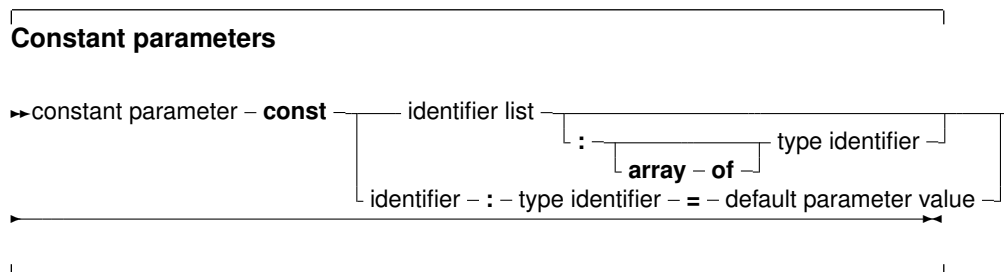 Constant parameters
constant parameter – const identifier list
: type identifier
array – of
identifier – : – type identifier – = – default parameter value